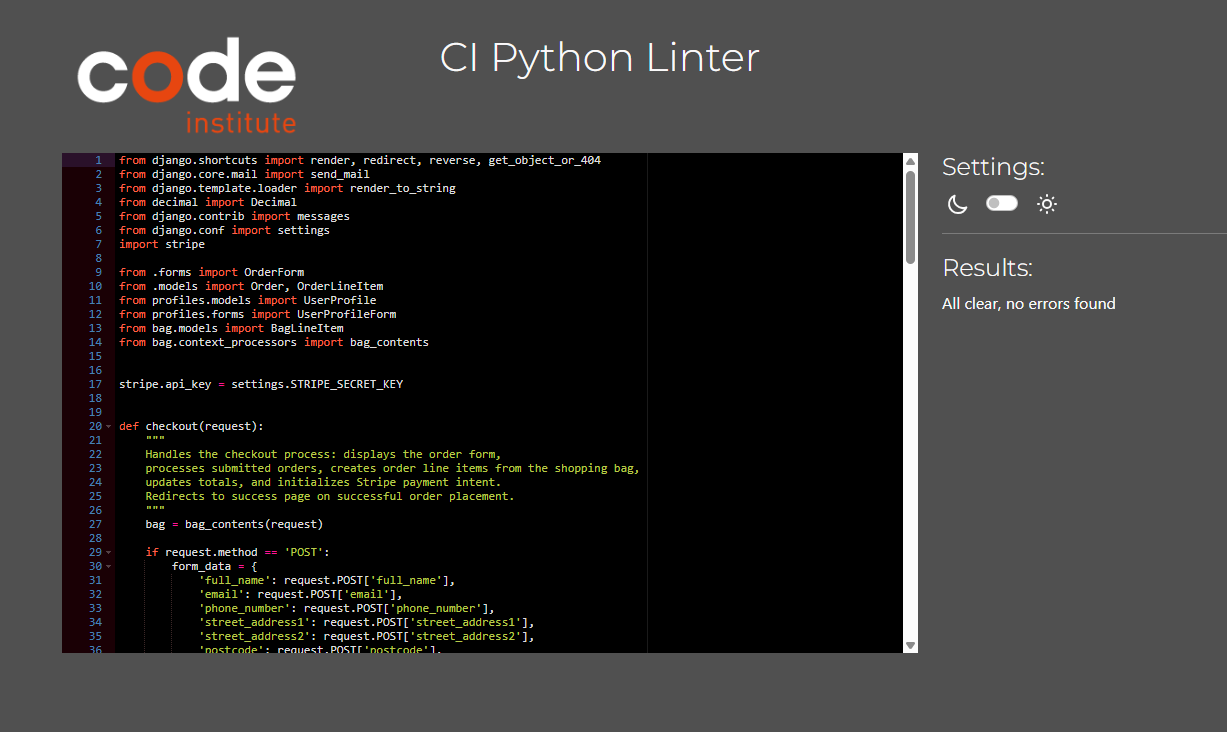 code
institute
CI Python Linter
1 from django.shortcuts import render, redirect, reverse, get_object_or_404
2 from django.core.mail import send_mail
3 from django.template.loader import render_to_string
4 from decimal import Decimal
5 from django.contrib import messages
6 from django.conf import settings
7 import stripe
8
9 from .forms import OrderForm
10 from .models import Order, OrderLineItem
11 from profiles.models import UserProfile
12 from profiles.forms import UserProfileForm
13 from bag.models import BagLineItem
14 from bag.context_processors import bag_contents
15
16
17 stripe.api_key = settings.STRIPE_SECRET_KEY
18
19
20 def checkout(request):
21     """
22     Handles the checkout process: displays the order form,
23     processes submitted orders, creates order line items from the shopping bag,
24     updates totals, and initializes Stripe payment intent.
25     Redirects to success page on successful order placement.
26     """
27     bag = bag_contents(request)
28
29     if request.method == 'POST':
30         form_data = {
31             'full_name': request.POST['full_name'],
32             'email': request.POST['email'],
33             'phone_number': request.POST['phone_number'],
34             'street_address1': request.POST['street_address1'],
35             'street_address2': request.POST['street_address2'],
36             'postcode': request.POST['postcode'],
Settings:
Results:
All clear, no errors found